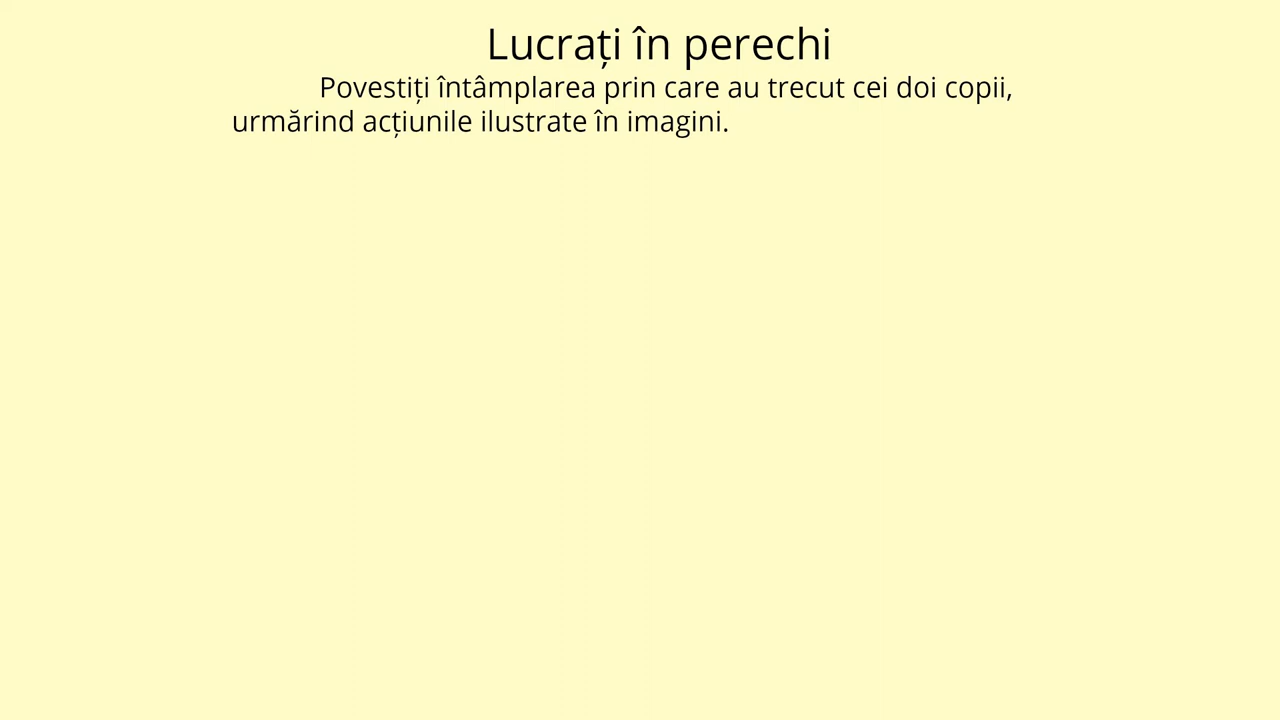 Lucrați în perechi
Povestiți întâmplarea prin care au trecut cei doi copii,
urmărind acțiunile ilustrate în imagini.